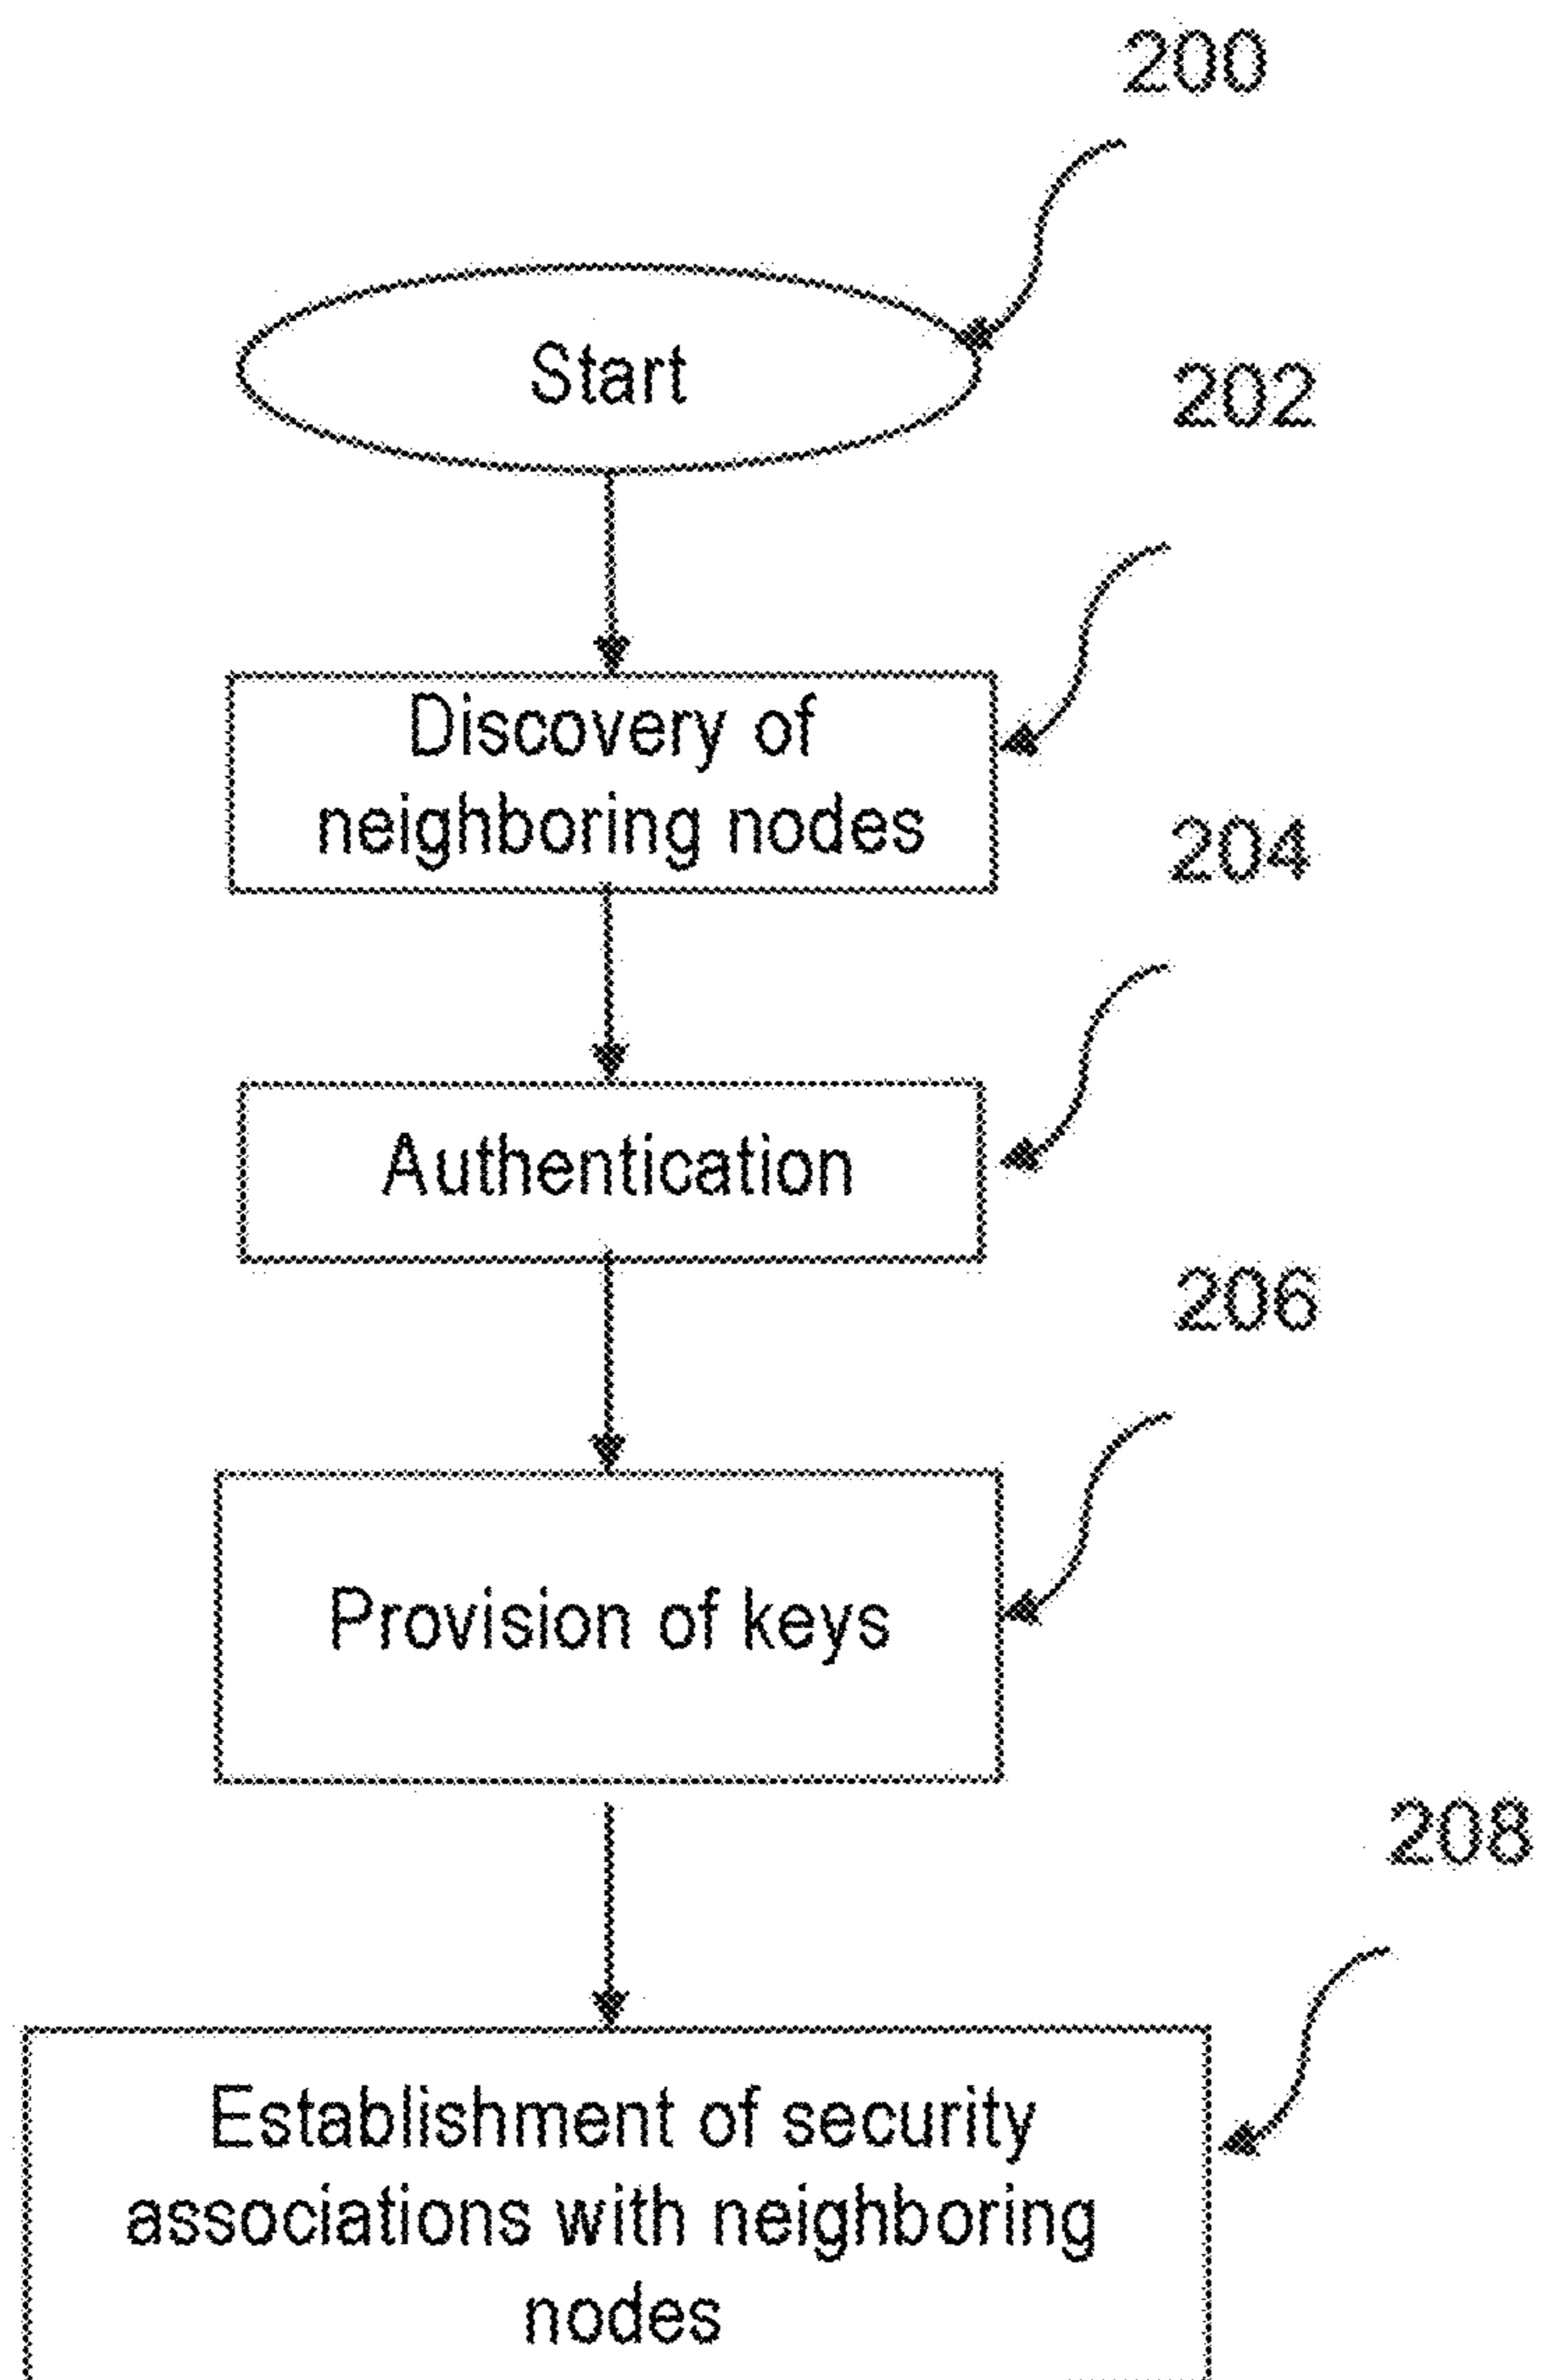 200
Start
202
Discovery of
neighboring nodes
204
Authentication
206
Provision of keys
208
Establishment of security
associations with neighboring
nodes